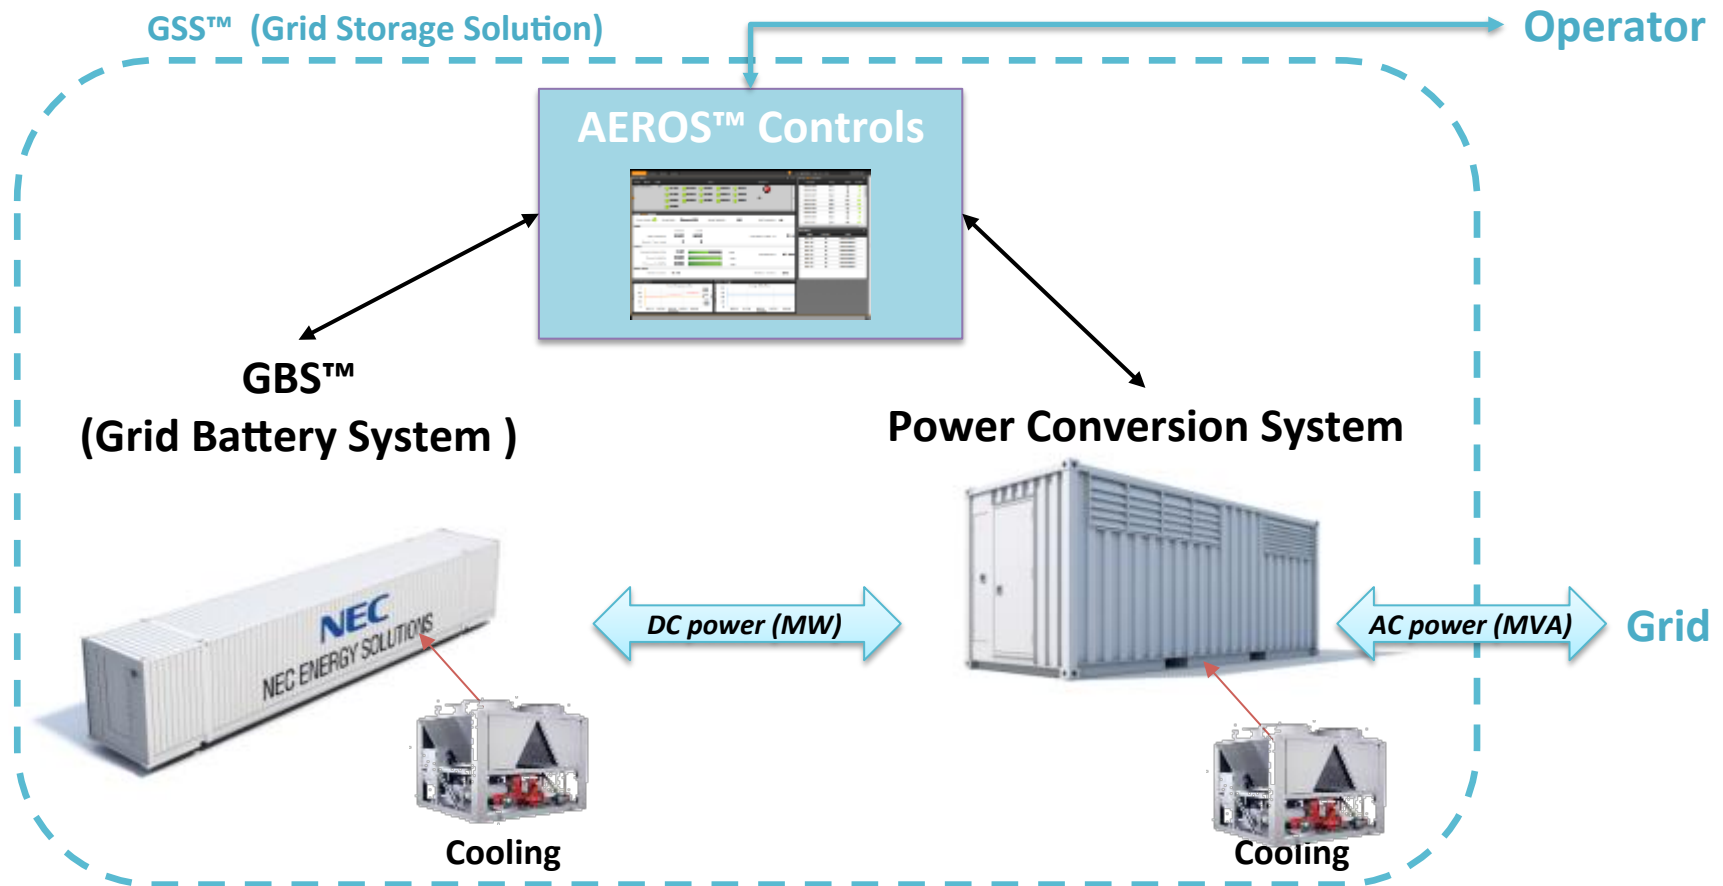 GSS™ (Grid Storage Solution)
Operator
AEROS™ Controls
GBS™
(Grid Battery System )
Power Conversion System
NEC
NEC ENERGY SOLUTIONS
DC power (MW)
AC power (MVA)
Grid
Cooling
Cooling